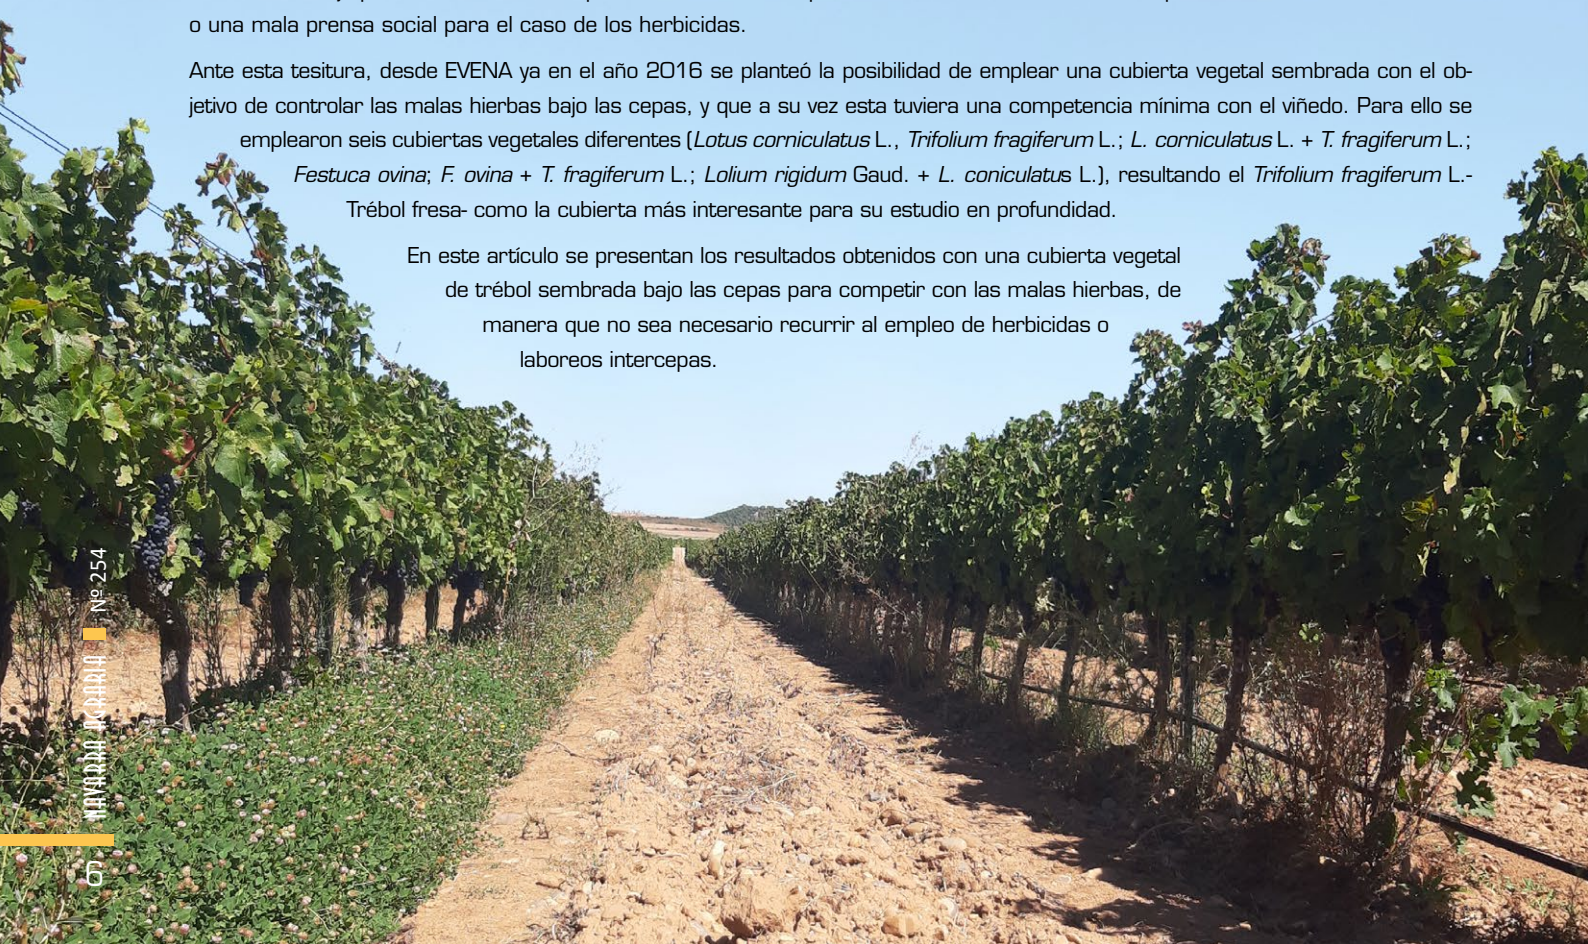 o una mala prensa social para el caso de los herbicidas.
Ante esta tesitura, desde EVENA ya en el año 2016 se planteó la posibilidad de emplear una cubierta vegetal sembrada con el ob-
jetivo de controlar las malas hierbas bajo las cepas, y que a su vez esta tuviera una competencia mínima con el viñedo. Para ello se
emplearon seis cubiertas vegetales diferentes (Lotus corniculatus L., Trifolium fragiferum L.; L. corniculatus L. + T. fragiferum L.;
Festuca ovina; F. ovina + T. fragiferum L.; Lolium rigidum Gaud. + L. coniculatus L.), resultando el Trifolium fragiferum L.-
Trébol fresa- como la cubierta más interesante para su estudio en profundidad.
En este artículo se presentan los resultados obtenidos con una cubierta vegetal
de trébol sembrada bajo las cepas para competir con las malas hierbas, de
manera que no sea necesario recurrir al empleo de herbicidas o
laboreos intercepas.
NAVARRA AGRARIA Nº 254
6